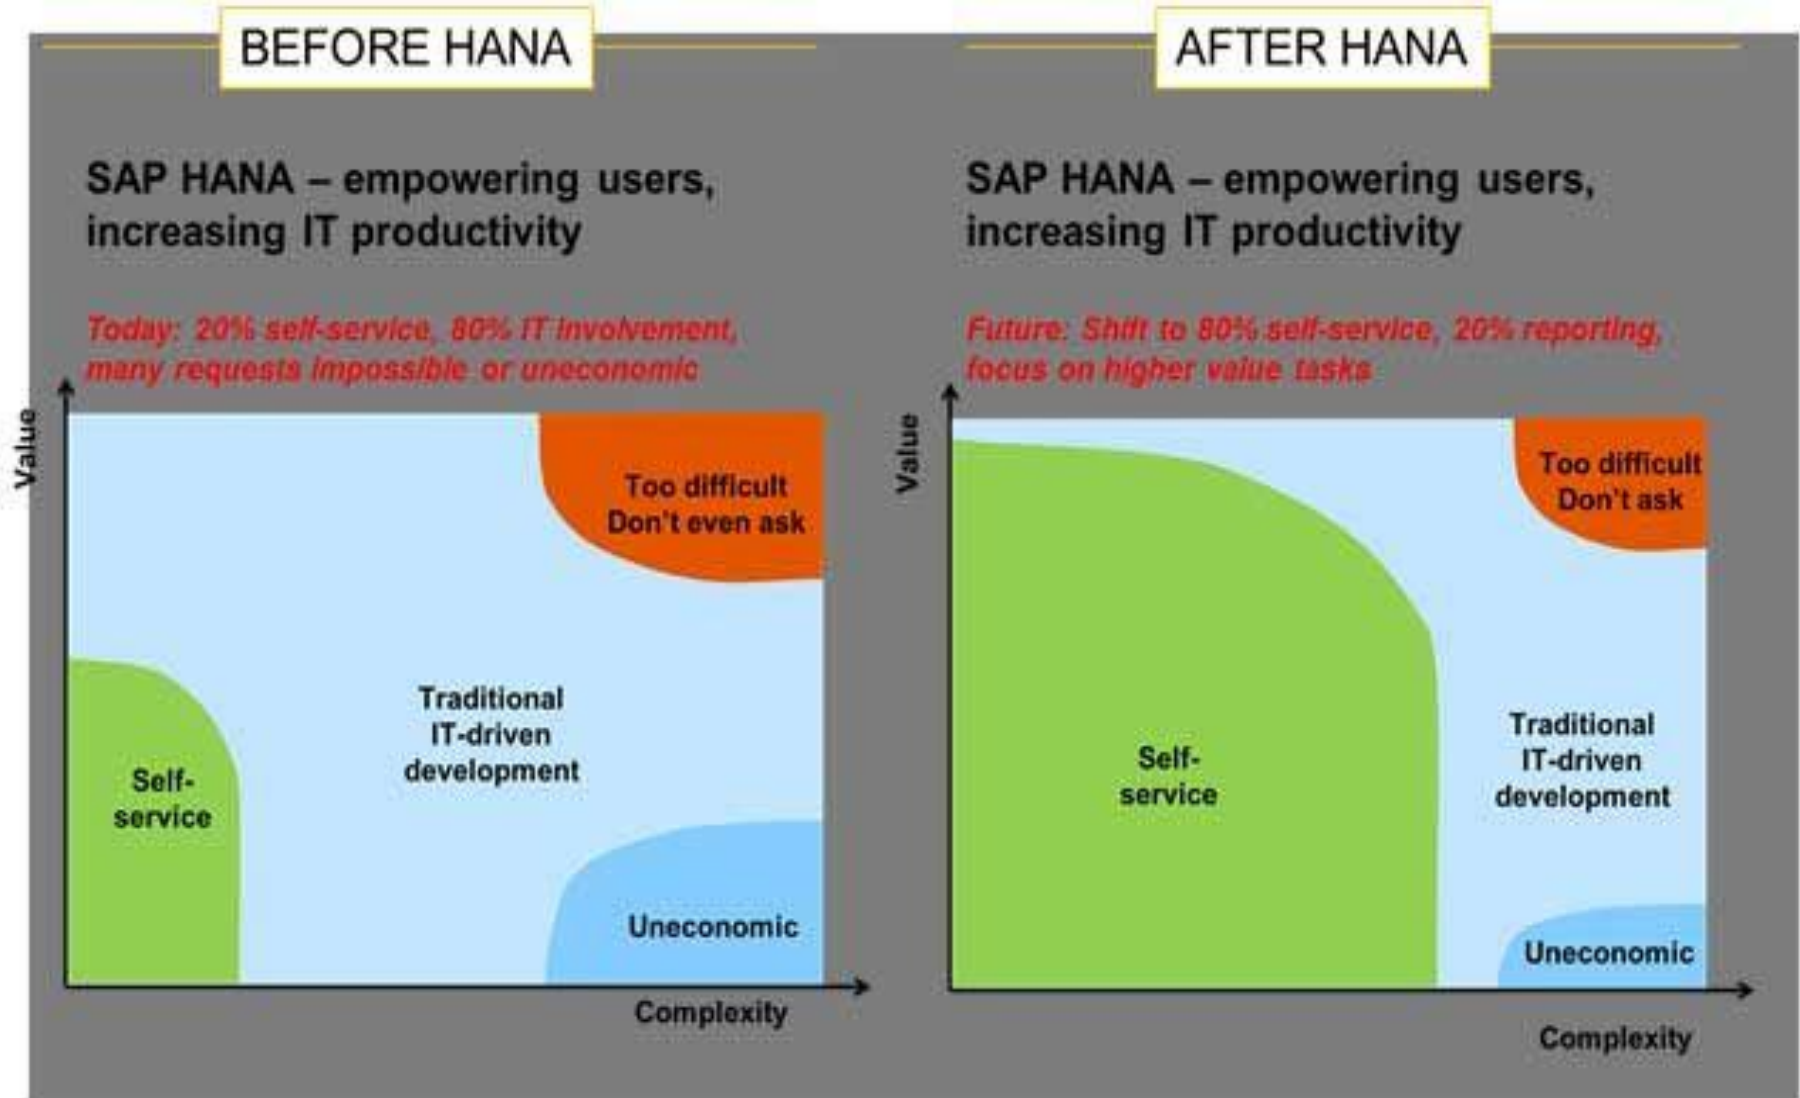 BEFORE HANA
SAP HANA – empowering users,
increasing IT productivity
Today: 20% self-service, 80% IT involvement,
many requests impossible or uneconomic
Value
Too difficult
Don't even ask
Traditional
IT-driven
development
Self-
service
Uneconomic
Complexity
AFTER HANA
SAP HANA – empowering users,
increasing IT productivity
Future: Shift to 80% self-service, 20% reporting,
focus on higher value tasks
Value
Too difficult
Don't ask
Traditional
IT-driven
development
Self-
service
Uneconomic
Complexity